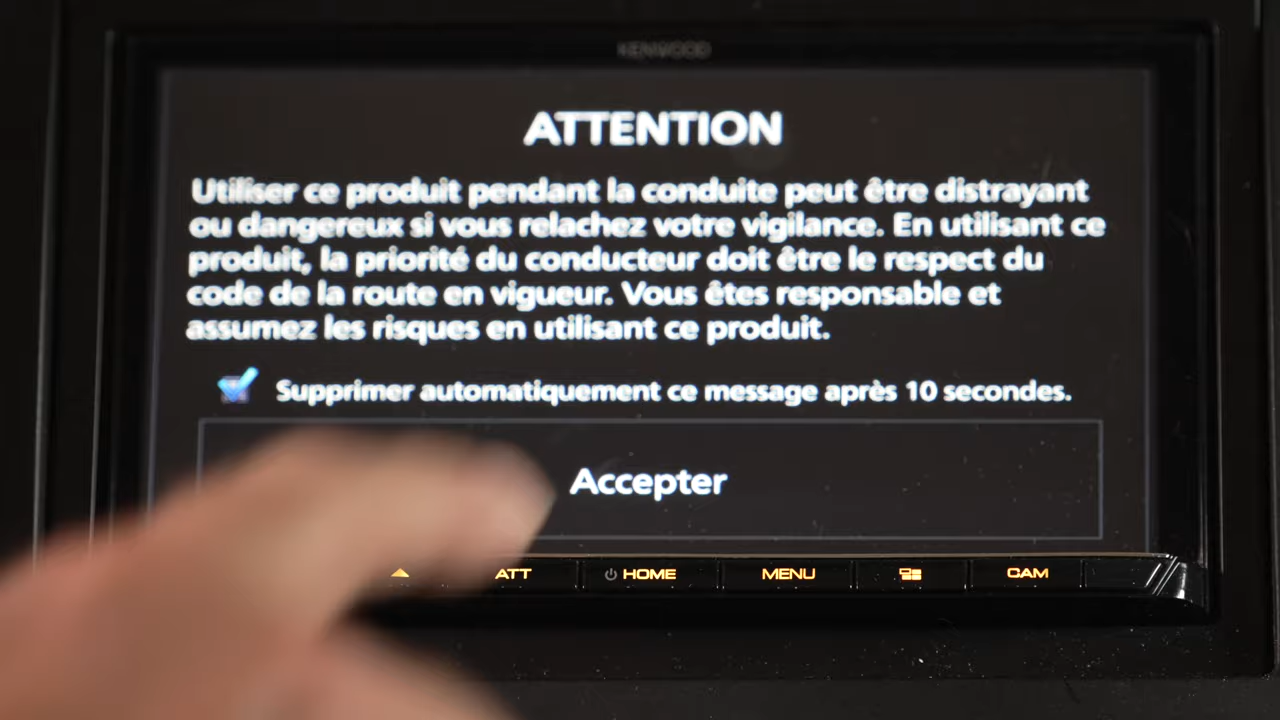 KENWOOD
ATTENTION
Utiliser ce produit pendant la conduite peut être distrayant
ou dangereux si vous relachez votre vigilance. En utilisant ce
produit, la priorité du conducteur doit être le respect du
code de la route en vigueur. Vous êtes responsable et
assumez les risques en utilisant ce produit.
Supprimer automatiquement ce message après 10 secondes.
Accepter
ATT HOME MENU CAM